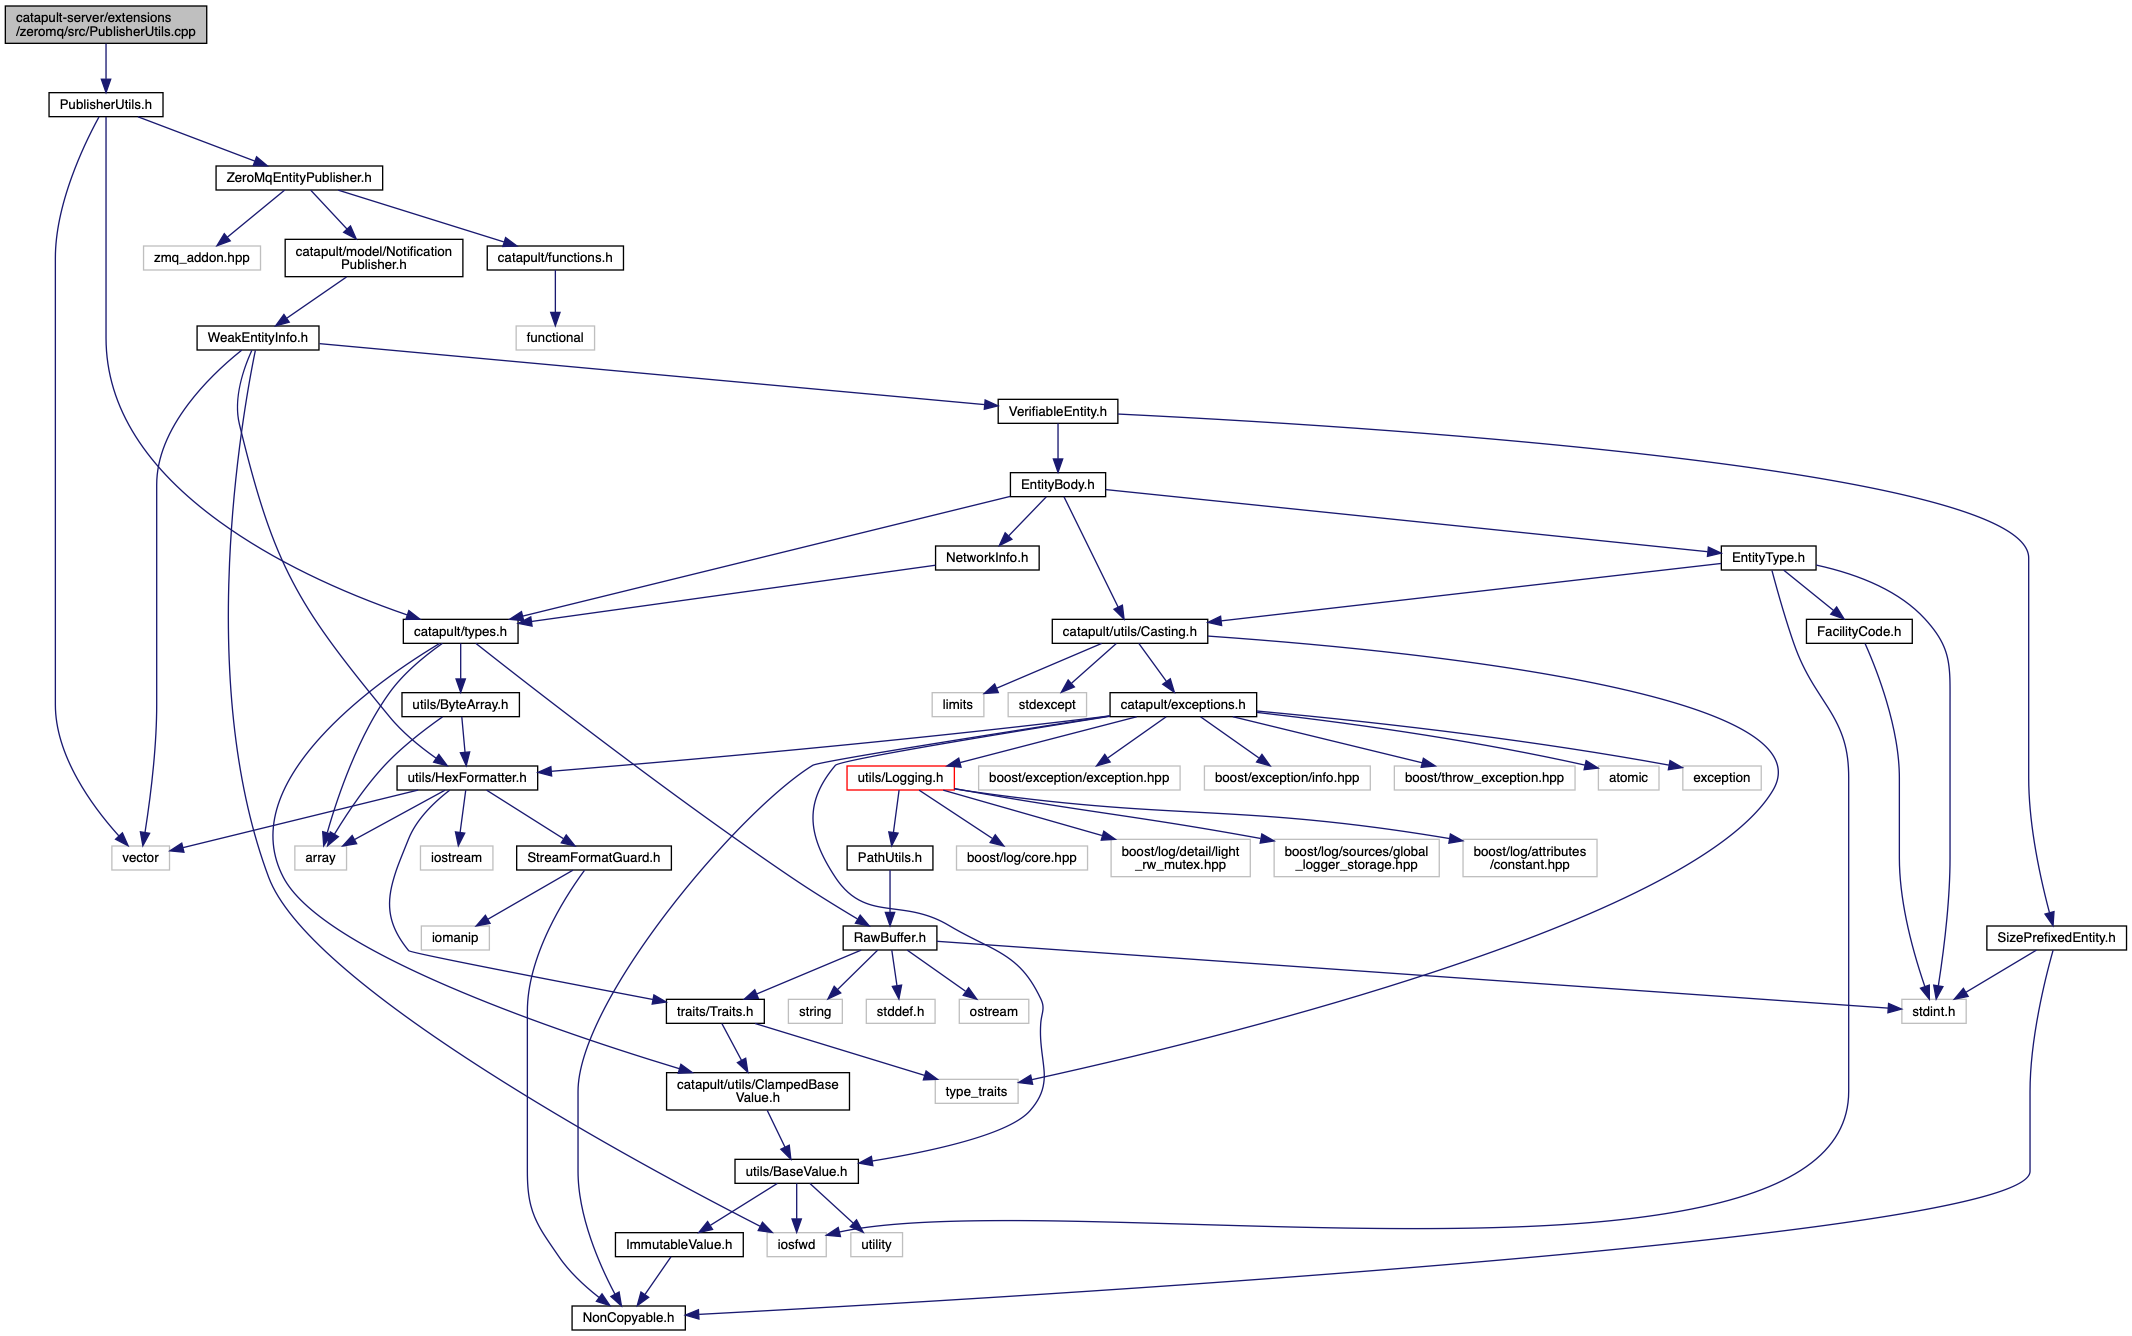 catapult-server/extensions
/zeromq/src/PublisherUtils.cpp
PublisherUtils.h
ZeroMqEntityPublisher.h
zmq_addon.hpp
catapult/model/Notification
Publisher.h
catapult/functions.h
WeakEntityInfo.h
functional
VerifiableEntity.h
EntityBody.h
NetworkInfo.h
EntityType.h
catapult/types.h
catapult/utils/Casting.h
FacilityCode.h
utils/ByteArray.h
limits
stdexcept
catapult/exceptions.h
utils/HexFormatter.h
utils/Logging.h
boost/exception/exception.hpp
boost/exception/info.hpp
boost/throw_exception.hpp
atomic
exception
vector
array
iostream
StreamFormatGuard.h
PathUtils.h
boost/log/core.hpp
boost/log/detail/light
_rw_mutex.hpp
boost/log/sources/global
_logger_storage.hpp
boost/log/attributes
/constant.hpp
iomanip
RawBuffer.h
SizePrefixedEntity.h
traits/Traits.h
string
stddef.h
ostream
stdint.h
catapult/utils/ClampedBase
Value.h
type_traits
utils/BaseValue.h
ImmutableValue.h
iosfwd
utility
NonCopyable.h